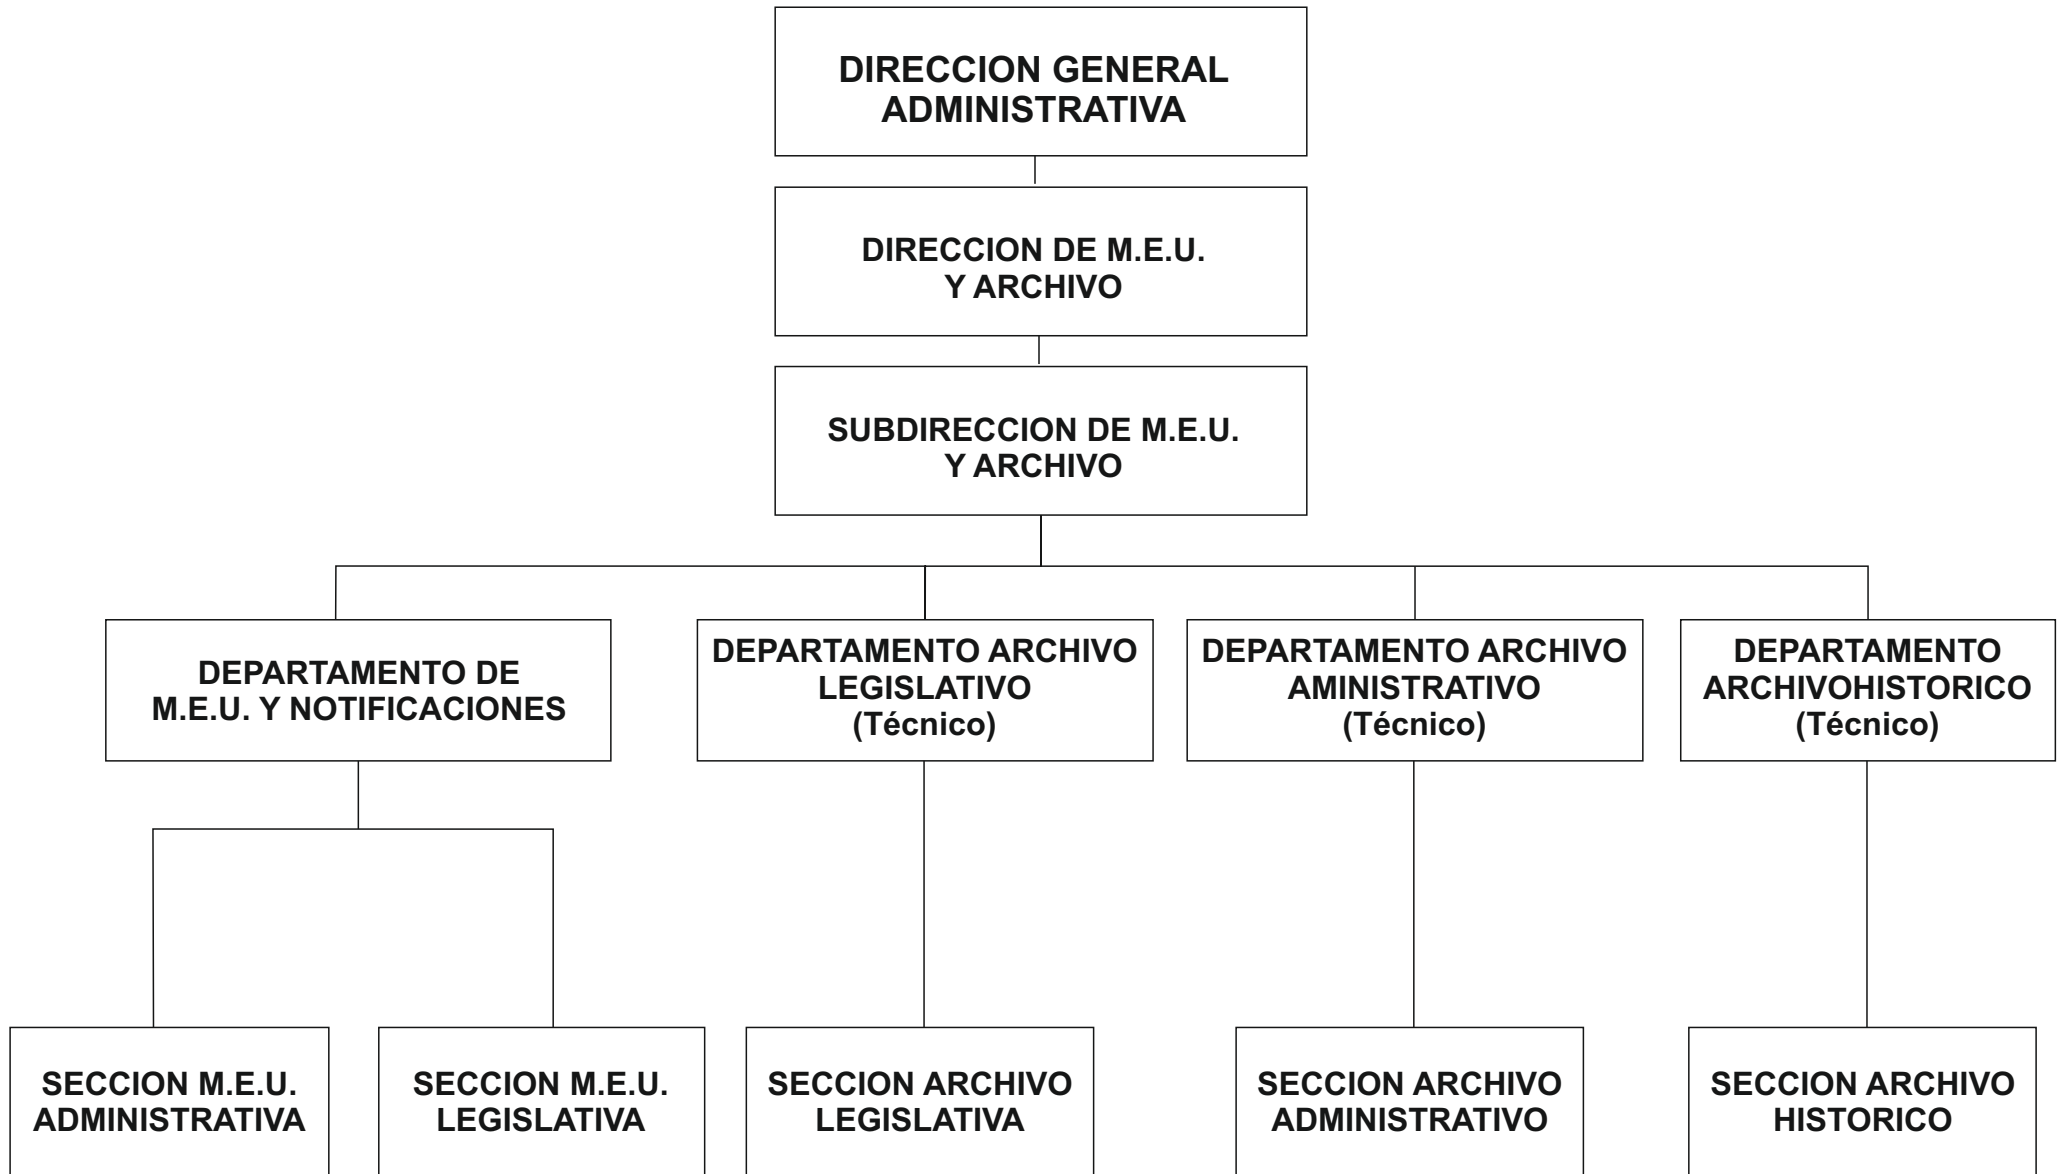 DIRECCION GENERAL
ADMINISTRATIVA
DIRECCION DE M.E.U.
Y ARCHIVO
SUBDIRECCION DE M.E.U.
Y ARCHIVO
DEPARTAMENTO DE
M.E.U. Y NOTIFICACIONES
DEPARTAMENTO ARCHIVO
LEGISLATIVO
(Técnico)
DEPARTAMENTO ARCHIVO
AMINISTRATIVO
(Técnico)
DEPARTAMENTO
ARCHIVOHISTORICO
(Técnico)
SECCION M.E.U.
ADMINISTRATIVA
SECCION M.E.U.
LEGISLATIVA
SECCION ARCHIVO
LEGISLATIVA
SECCION ARCHIVO
ADMINISTRATIVO
SECCION ARCHIVO
HISTORICO